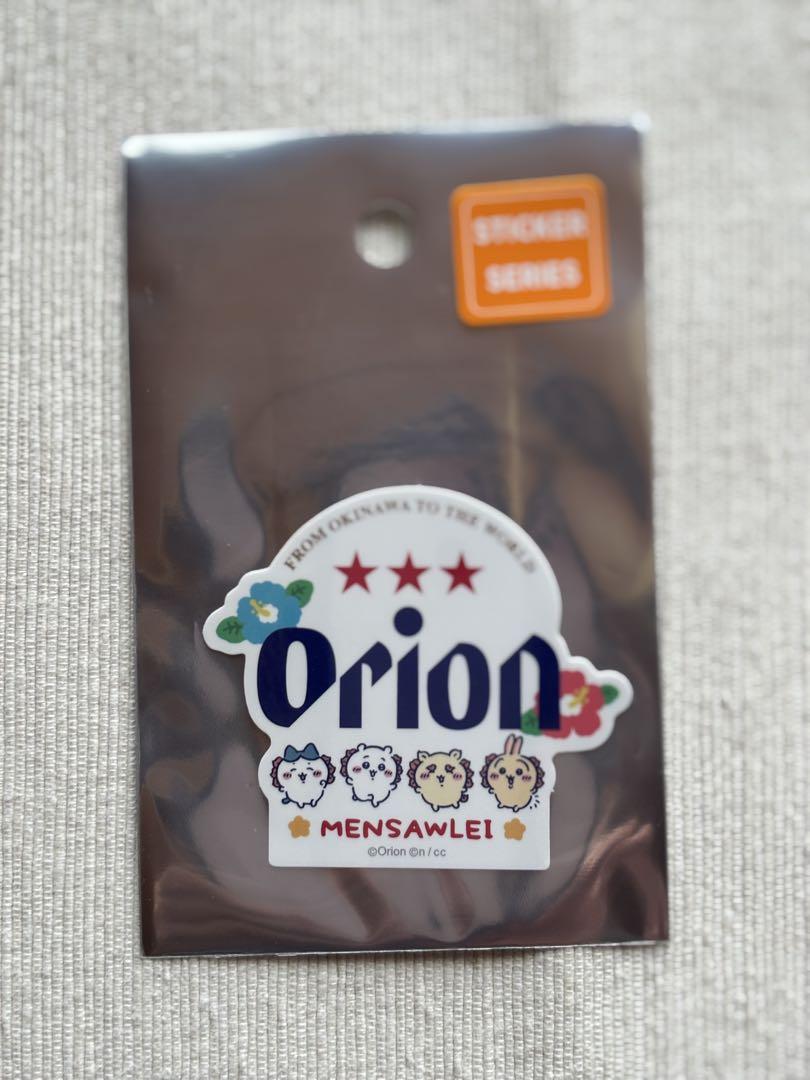 STICKER
SERIES
FROM OKINAWA TO THE WORLD
Orion
MENSAWLEI
©Orion ©n / cc